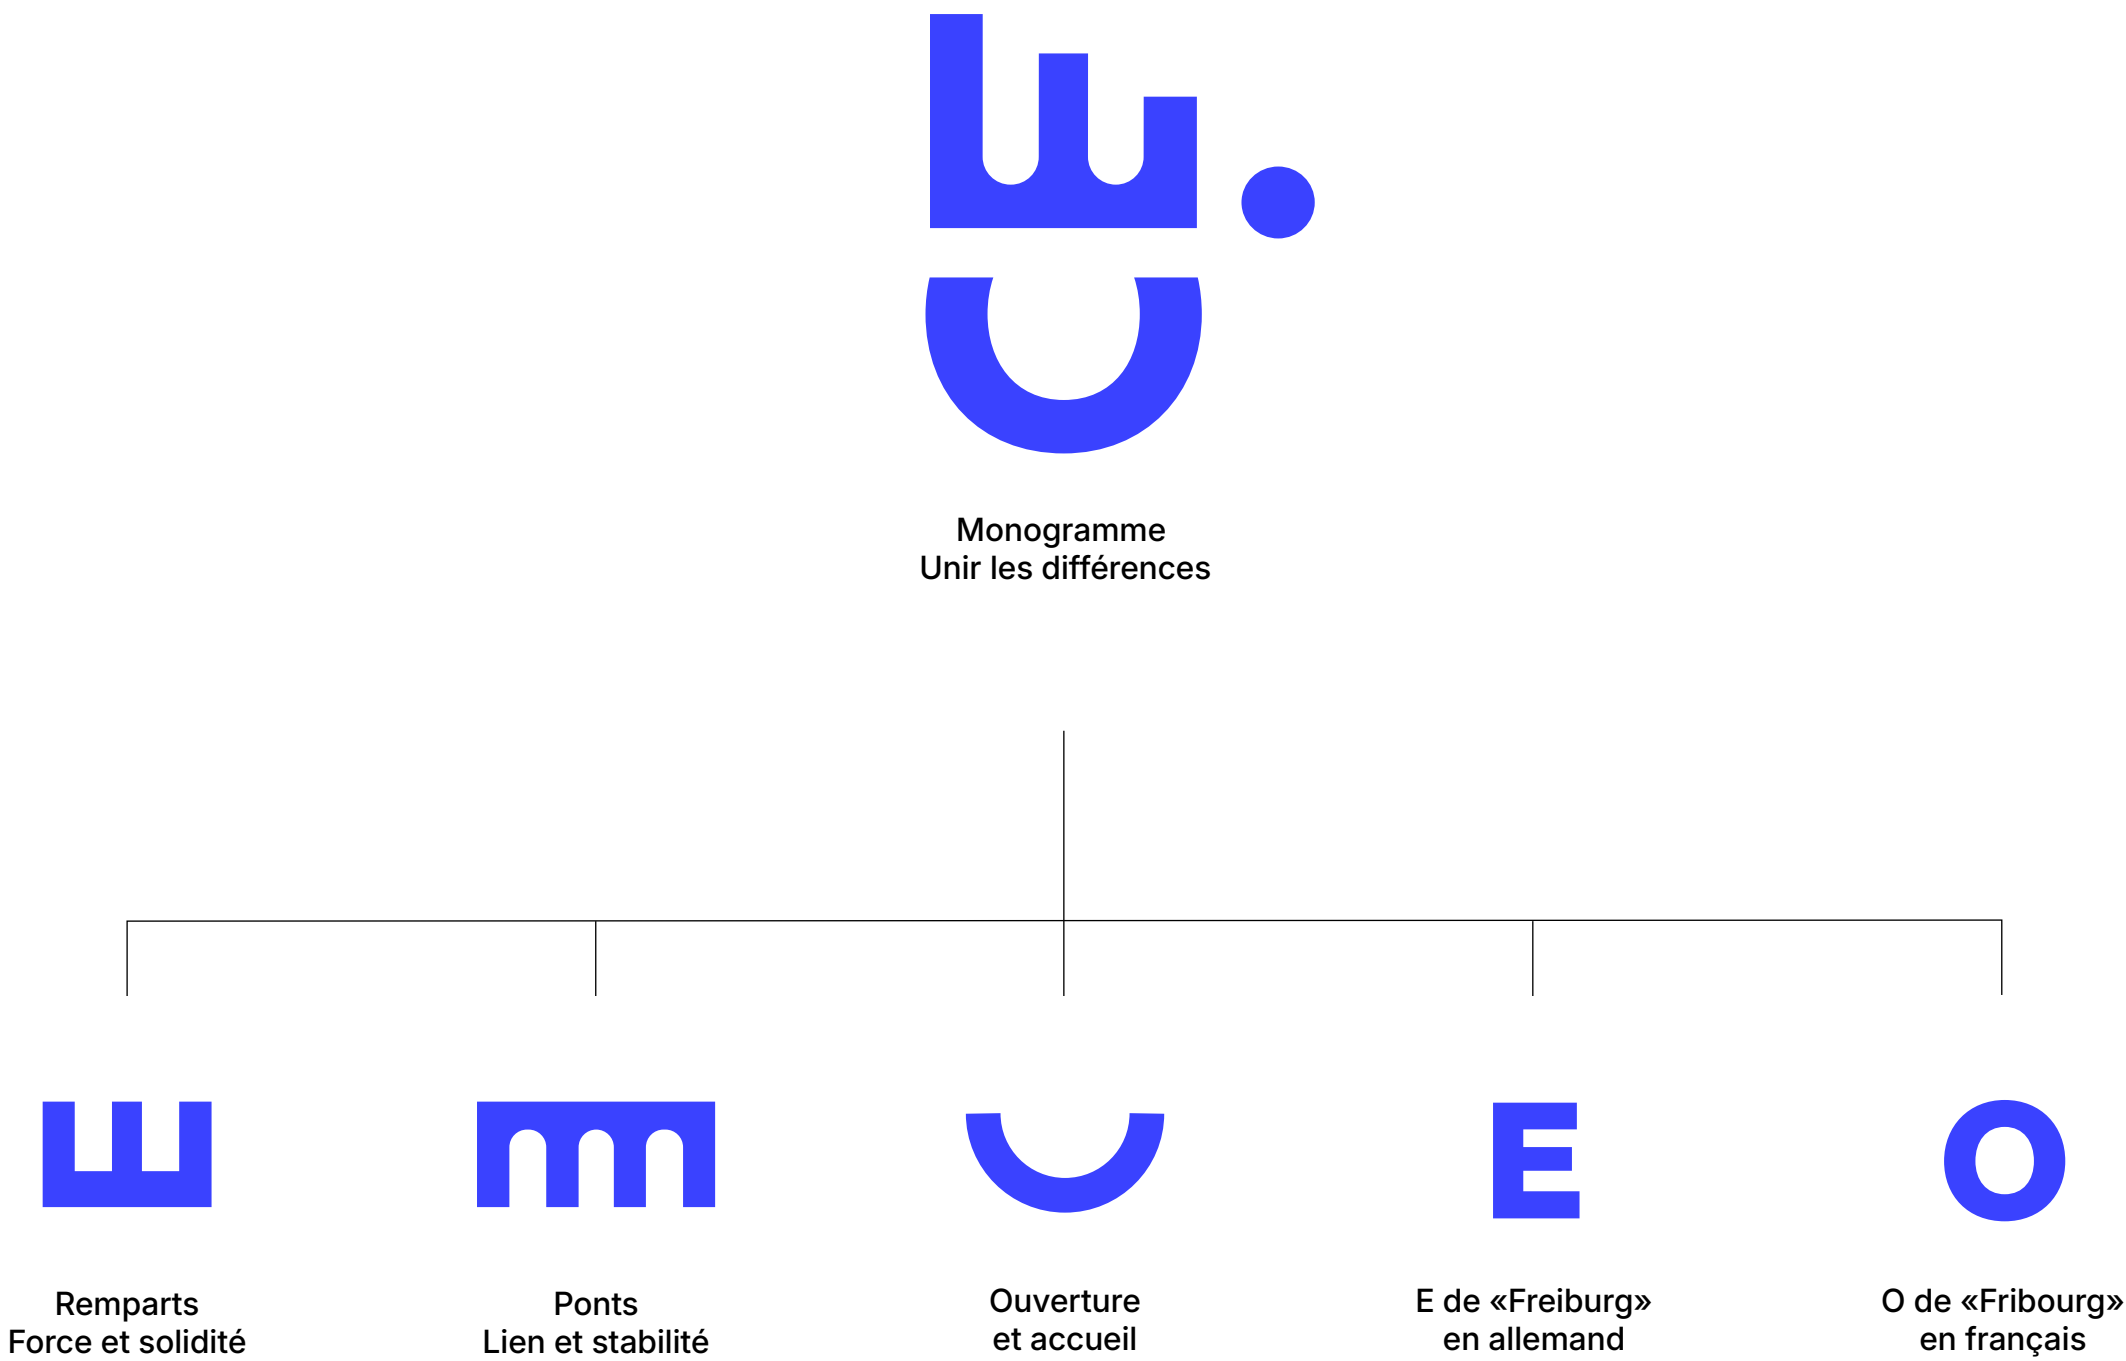 Monogramme
Unir les différences
Remparts
Force et solidité
Ponts
Lien et stabilité
Ouverture
et accueil
E
E de «Freiburg»
en allemand
O
O de «Fribourg»
en français